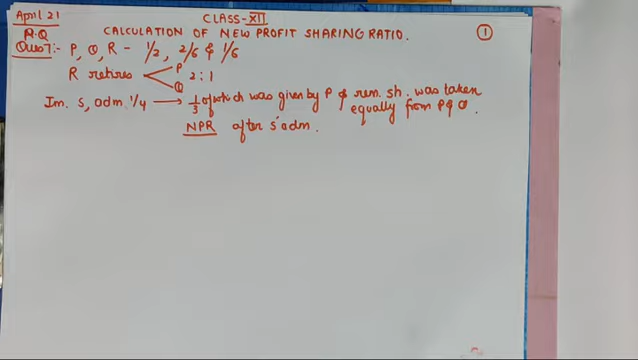 April 21
CLASS-XII
P.Q
CALCULATION OF NEW PROFIT SHARING RATIO.
①
Ques7:- P, Q, R - 1/2, 2/6 & 1/6
R retires P 2:1
Q
Im. S, adm. 1/4 → 1/3 of which was given by P & rem. sh. was taken
equally from P & Q.
NPR after S' adm.